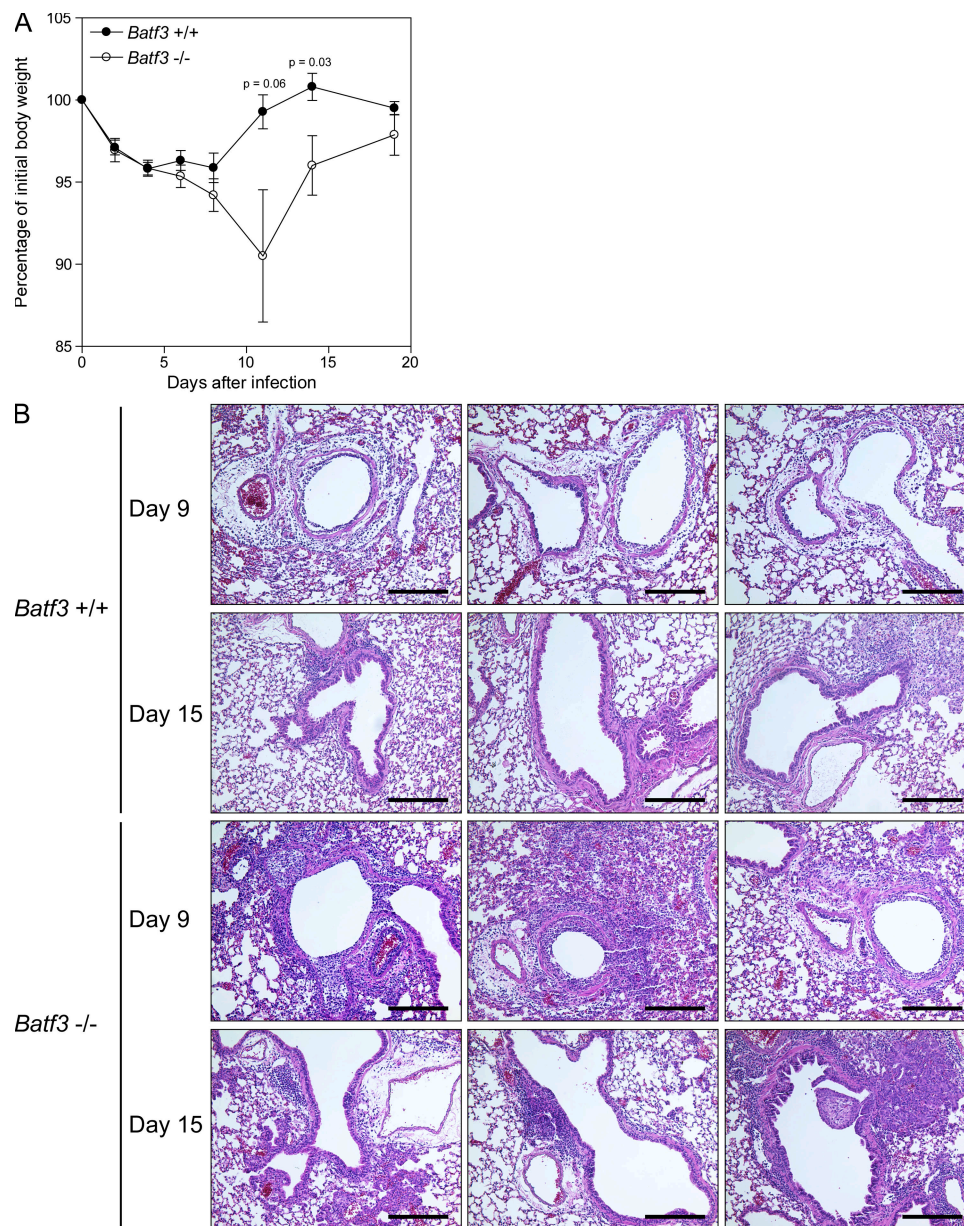 A
Batf3 +/+
Batf3 -/-
p = 0.06
p = 0.03
Percentage of initial body weight
105
100
95
90
85
0
5
10
15
20
Days after infection
B
Batf3 +/+
Day 9
Day 15
Batf3 -/-
Day 9
Day 15